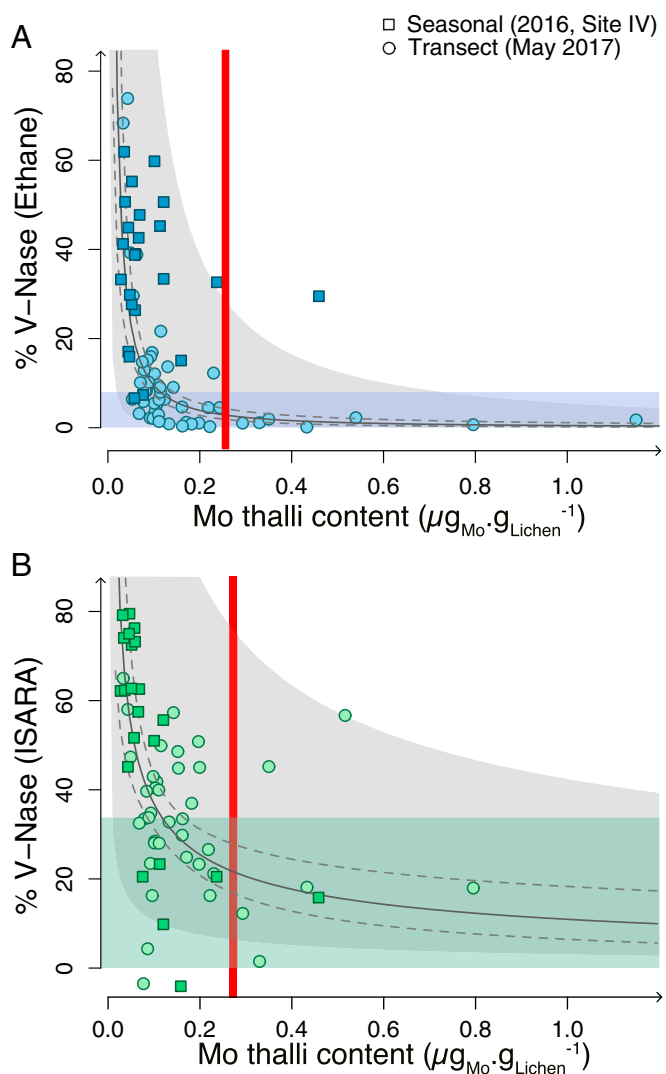 A
Seasonal (2016, Site IV)
Transect (May 2017)
% V−Nase (Ethane)
80
60
40
20
0
0.0 0.2 0.4 0.6 0.8 1.0
Mo thalli content (µgMo.gLichen⁻¹)
B
% V−Nase (ISARA)
80
60
40
20
0
0.0 0.2 0.4 0.6 0.8 1.0
Mo thalli content (µgMo.gLichen⁻¹)